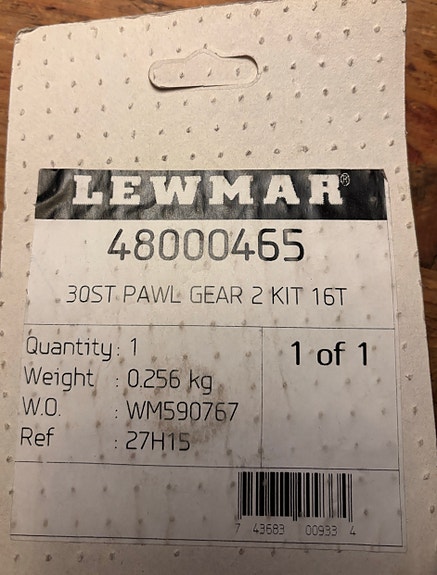 LEWMAR®
48000465
30ST PAWL GEAR 2 KIT 16T
Quantity : 1
1 of 1
Weight : 0.256 kg
W.O. : WM590767
Ref : 27H15
7 43683 00933 4